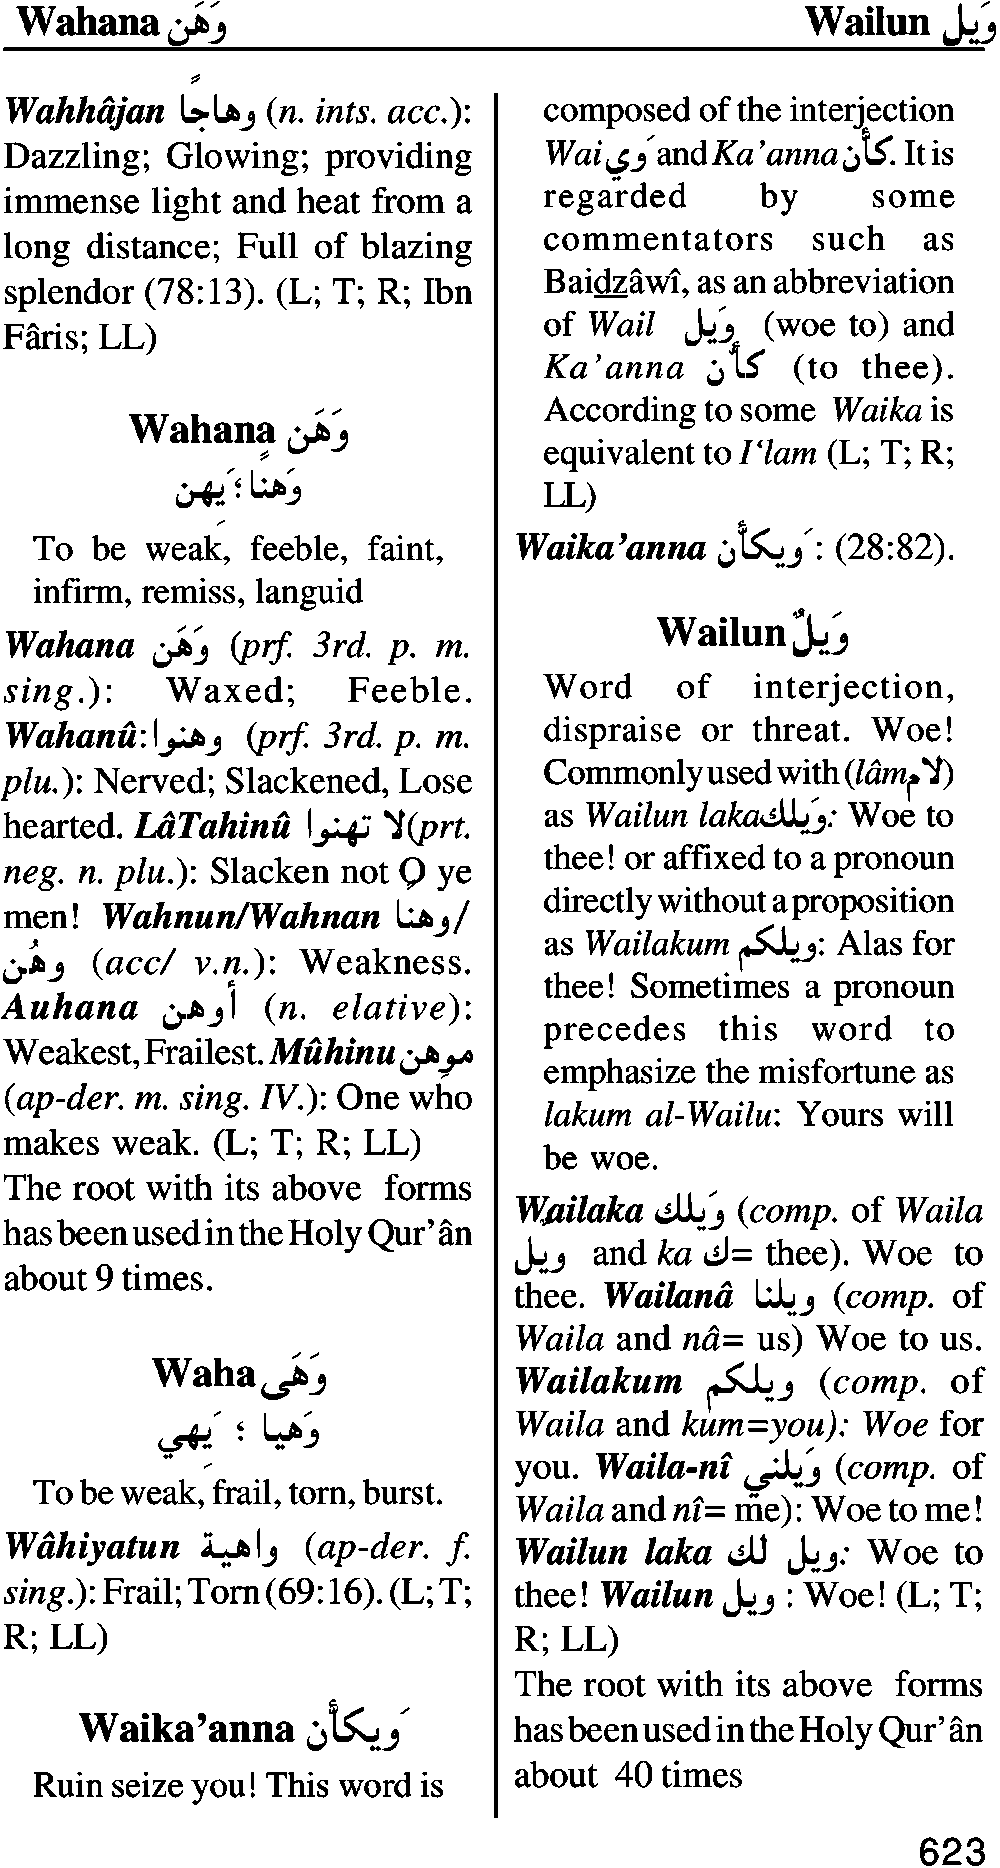 Wahana وَهَن
Wailun وَيل
Wahhâjan وهاجاً (n. ints. acc.):
Dazzling; Glowing; providing
immense light and heat from a
long distance; Full of blazing
splendor (78:13). (L; T; R; Ibn
Fâris; LL)
Wahana وَهَن
وَهناً؛ يَهِن
To be weak, feeble, faint,
infirm, remiss, languid
Wahana وَهَن (prf. 3rd. p. m.
sing.): Waxed; Feeble.
Wahanû: وهنوا (prf. 3rd. p. m.
plu.): Nerved; Slackened, Lose
hearted. LâTahinû لا تهنوا (prt.
neg. n. plu.): Slacken not O ye
men! Wahnun/Wahnan وهنا/
وهُن (acc/ v.n.): Weakness.
Auhana أوهن (n. elative):
Weakest, Frailest. Mûhinu موهِن
(ap-der. m. sing. IV.): One who
makes weak. (L; T; R; LL)
The root with its above forms
has been used in the Holy Qur'ân
about 9 times.
Waha وَهَى
وَهيا ؛ يَهِي
To be weak, frail, torn, burst.
Wâhiyatun واهية (ap-der. f.
sing.): Frail; Torn (69:16). (L; T;
R; LL)
Waika'anna وَيكأن
Ruin seize you! This word is
composed of the interjection
Wai وَي and Ka'anna كأن. It is
regarded by some
commentators such as
Baidzâwî, as an abbreviation
of Wail وَيل (woe to) and
Ka'anna كأن (to thee).
According to some Waika is
equivalent to I'lam (L; T; R;
LL)
Waika'anna وَيكأن : (28:82).
Wailun وَيلٌ
Word of interjection,
dispraise or threat. Woe!
Commonly used with (lâm لام)
as Wailun laka وَيلك: Woe to
thee! or affixed to a pronoun
directly without a proposition
as Wailakum ويلكم: Alas for
thee! Sometimes a pronoun
precedes this word to
emphasize the misfortune as
lakum al-Wailu: Yours will
be woe.
Wailaka وَيلك (comp. of Waila
ويل and ka ك= thee). Woe to
thee. Wailanâ ويلنا (comp. of
Waila and nâ= us) Woe to us.
Wailakum ويلكم (comp. of
Waila and kum=you): Woe for
you. Waila-nî وَيلني (comp. of
Waila and nî= me): Woe to me!
Wailun laka ويل لك: Woe to
thee! Wailun ويل : Woe! (L; T;
R; LL)
The root with its above forms
has been used in the Holy Qur'ân
about 40 times
623